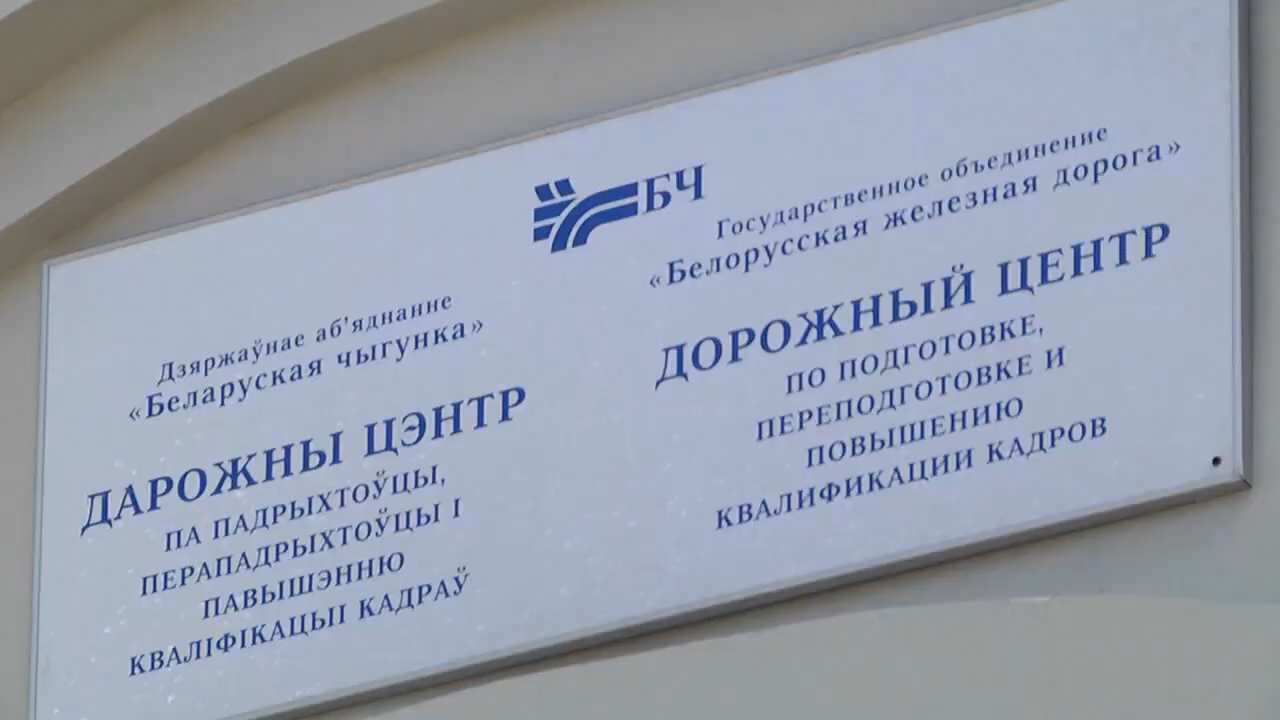 БЧ
Дзяржаўнае аб’яднанне
«Беларуская чыгунка»
ДАРОЖНЫ ЦЭНТР
ПА ПАДРЫХТОЎЦЫ,
ПЕРАПАДРЫХТОЎЦЫ І
ПАВЫШЭННЮ
КВАЛІФІКАЦЫІ КАДРАЎ
Государственное объединение
«Белорусская железная дорога»
ДОРОЖНЫЙ ЦЕНТР
ПО ПОДГОТОВКЕ,
ПЕРЕПОДГОТОВКЕ И
ПОВЫШЕНИЮ
КВАЛИФИКАЦИИ КАДРОВ